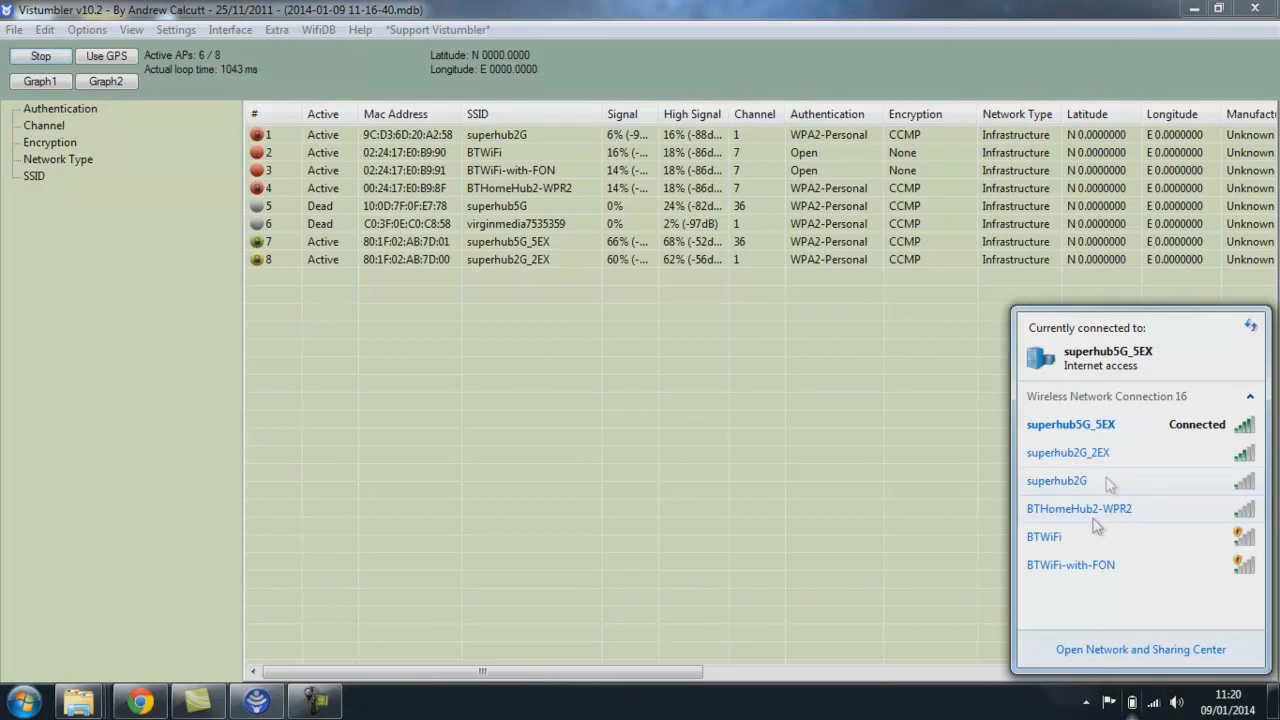 Vistumbler v10.2 - By Andrew Calcutt - 25/11/2011 - (2014-01-09 11-16-40.mdb)
File Edit Options View Settings Interface Extra WifiDB Help *Support Vistumbler*
Stop Use GPS Active APs: 6 / 8 Latitude: N 0000.0000
Actual loop time: 1043 ms Longitude: E 0000.0000
Graph1 Graph2
Authentication
Channel
Encryption
Network Type
SSID
# Active Mac Address SSID Signal High Signal Channel Authentication Encryption Network Type Latitude Longitude Manufact
1 Active 9C:D3:6D:20:A2:58 superhub2G 6% (-9... 16% (-88d... 1 WPA2-Personal CCMP Infrastructure N 0.0000000 E 0.0000000 Unknown
2 Active 02:24:17:E0:B9:90 BTWiFi 16% (-... 18% (-86d... 7 Open None Infrastructure N 0.0000000 E 0.0000000 Unknown
3 Active 02:24:17:E0:B9:91 BTWiFi-with-FON 14% (-... 18% (-86d... 7 Open None Infrastructure N 0.0000000 E 0.0000000 Unknown
4 Active 00:24:17:E0:B9:8F BTHomeHub2-WPR2 14% (-... 18% (-86d... 7 WPA2-Personal CCMP Infrastructure N 0.0000000 E 0.0000000 Unknown
5 Dead 10:0D:7F:0F:E7:78 superhub5G 0% 24% (-82d... 36 WPA2-Personal CCMP Infrastructure N 0.0000000 E 0.0000000 Unknown
6 Dead C0:3F:0E:C0:C8:58 virginmedia7535359 0% 2% (-97dB) 1 WPA2-Personal CCMP Infrastructure N 0.0000000 E 0.0000000 Unknown
7 Active 80:1F:02:AB:7D:01 superhub5G_5EX 66% (-... 68% (-52d... 36 WPA2-Personal CCMP Infrastructure N 0.0000000 E 0.0000000 Unknown
8 Active 80:1F:02:AB:7D:00 superhub2G_2EX 60% (-... 62% (-56d... 1 WPA2-Personal CCMP Infrastructure N 0.0000000 E 0.0000000 Unknown
Currently connected to:
superhub5G_5EX
Internet access
Wireless Network Connection 16
superhub5G_5EX Connected
superhub2G_2EX
superhub2G
BTHomeHub2-WPR2
BTWiFi
BTWiFi-with-FON
Open Network and Sharing Center
11:20
09/01/2014